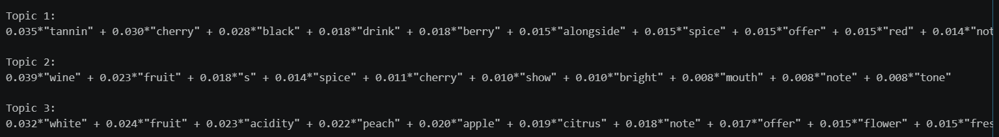 Topic 1:
0.035*"tannin" + 0.030*"cherry" + 0.028*"black" + 0.018*"drink" + 0.018*"berry" + 0.015*"alongside" + 0.015*"spice" + 0.015*"offer" + 0.015*"red" + 0.014*"not
Topic 2:
0.039*"wine" + 0.023*"fruit" + 0.018*"s" + 0.014*"spice" + 0.011*"cherry" + 0.010*"show" + 0.010*"bright" + 0.008*"mouth" + 0.008*"note" + 0.008*"tone"
Topic 3:
0.032*"white" + 0.024*"fruit" + 0.023*"acidity" + 0.022*"peach" + 0.020*"apple" + 0.019*"citrus" + 0.018*"note" + 0.017*"offer" + 0.015*"flower" + 0.015*"fres